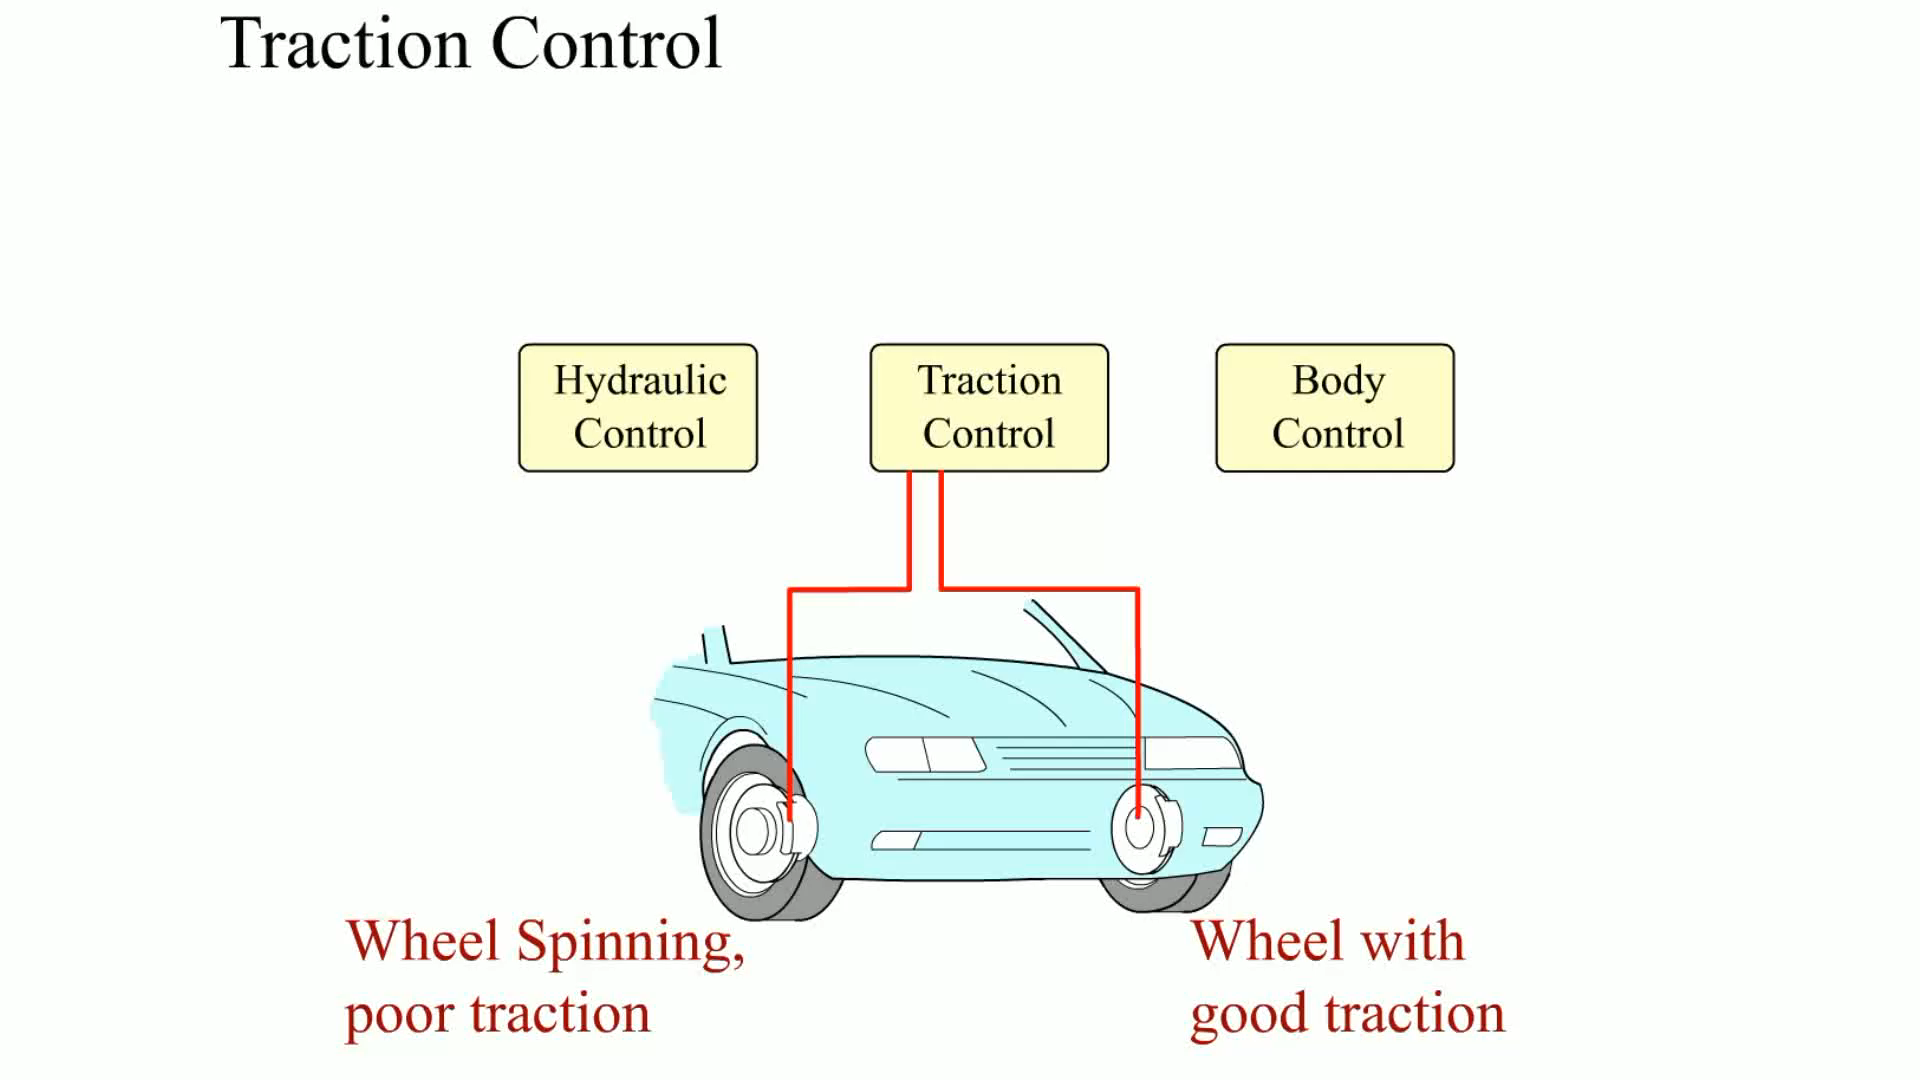 Traction Control
Hydraulic
Control
Traction
Control
Body
Control
Wheel Spinning,
poor traction
Wheel with
good traction